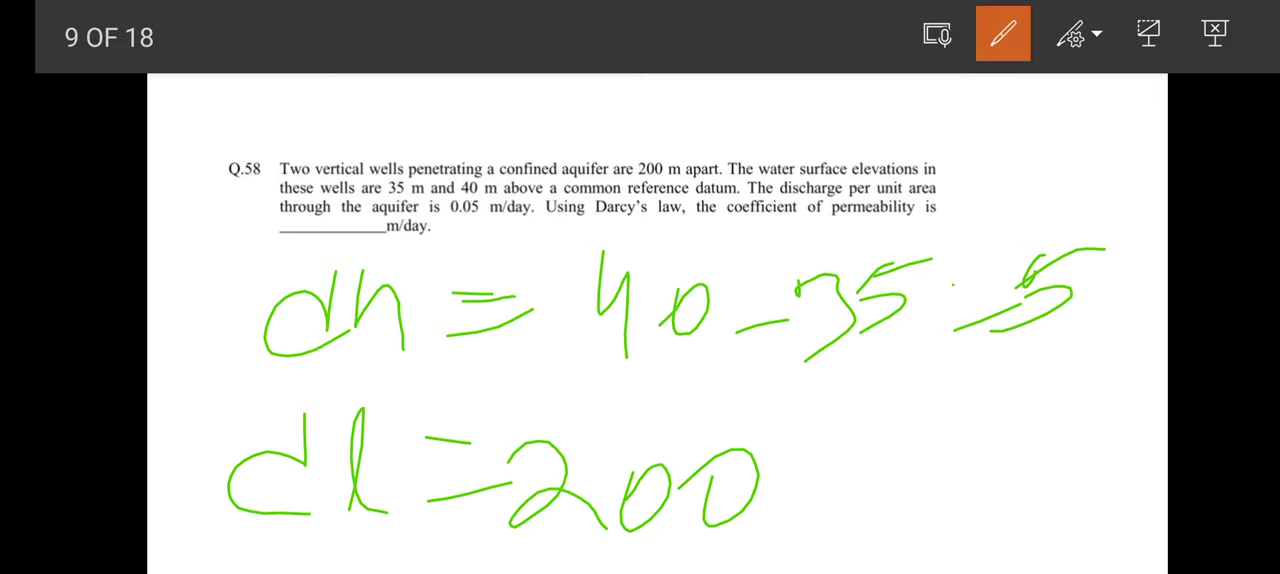 9 OF 18
Q.58 Two vertical wells penetrating a confined aquifer are 200 m apart. The water surface elevations in
these wells are 35 m and 40 m above a common reference datum. The discharge per unit area
through the aquifer is 0.05 m/day. Using Darcy's law, the coefficient of permeability is
____________m/day.
dh = 40 - 35 = 5
dl = 200